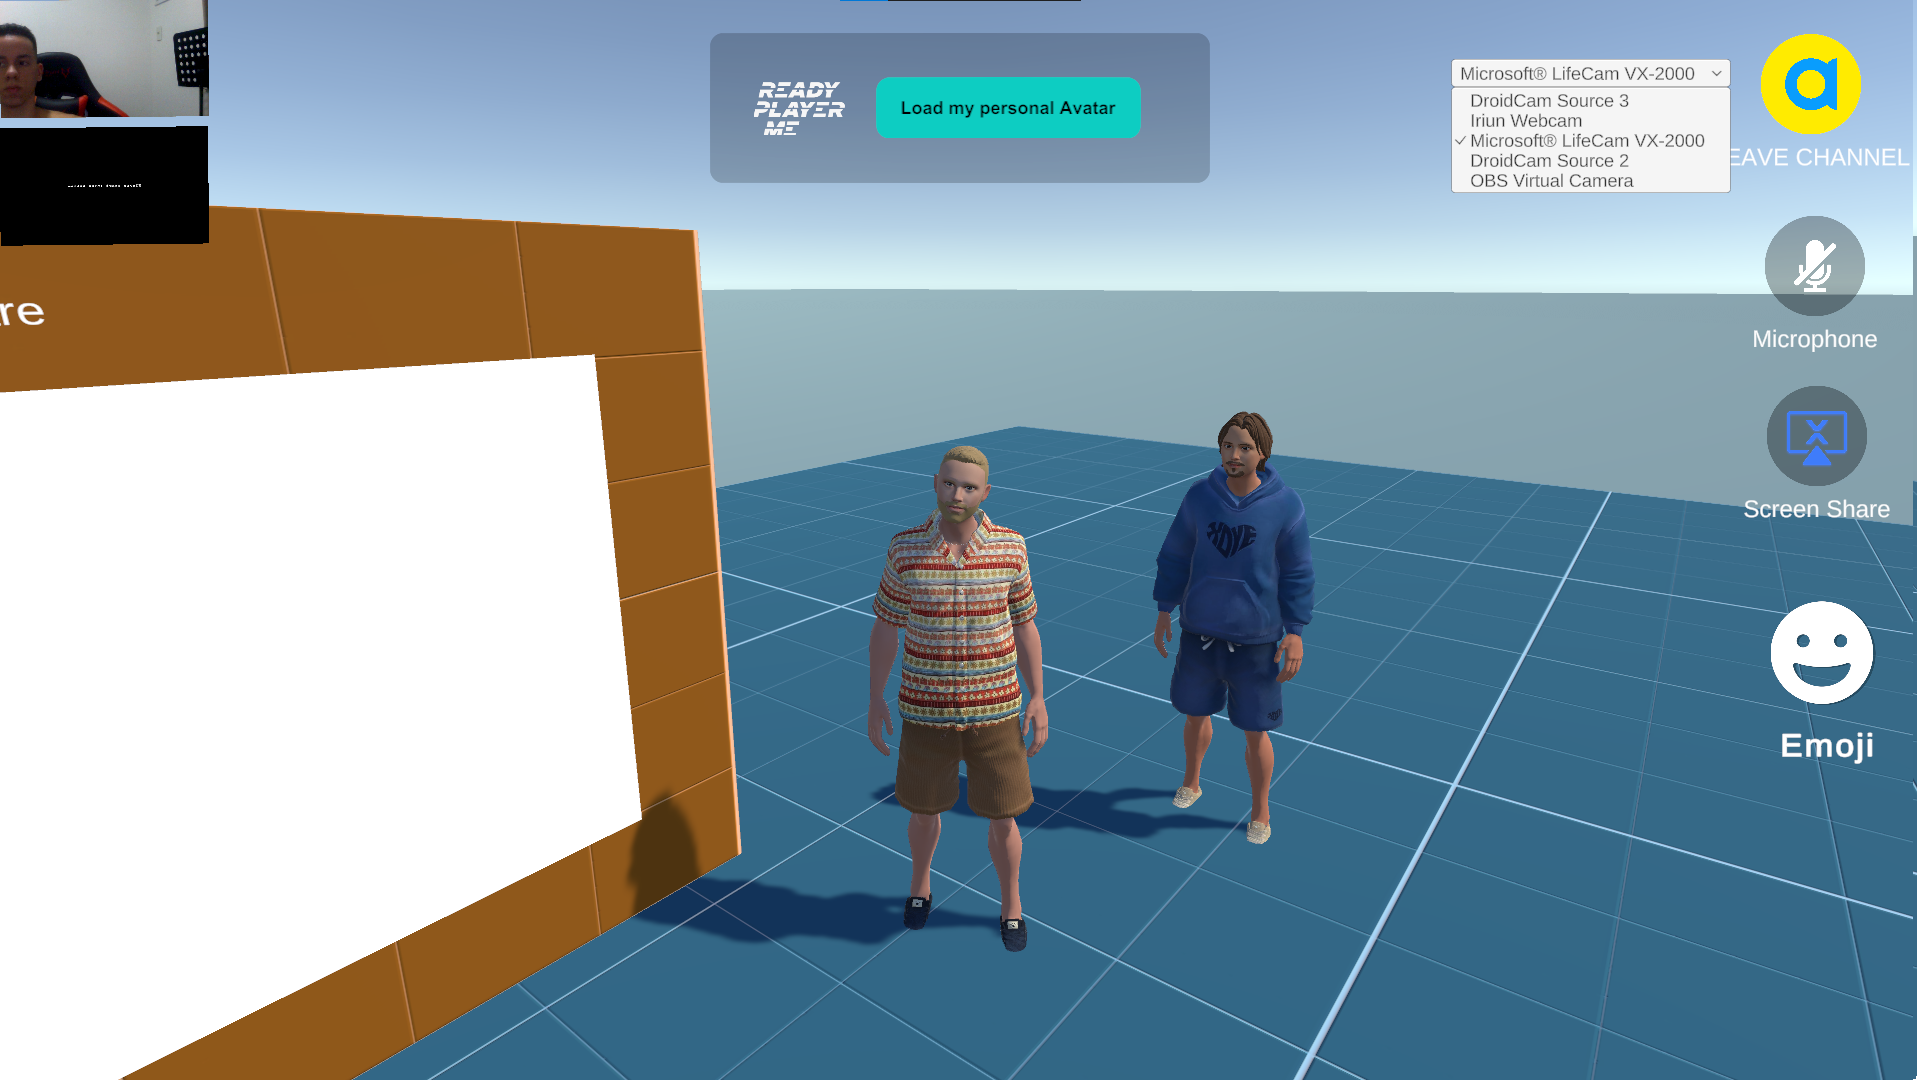 READY
PLAYER
ME
Load my personal Avatar
Microsoft® LifeCam VX-2000
DroidCam Source 3
Iriun Webcam
Microsoft® LifeCam VX-2000
DroidCam Source 2
OBS Virtual Camera
a
EAVE CHANNEL
re
Microphone
Screen Share
XOVE
Emoji